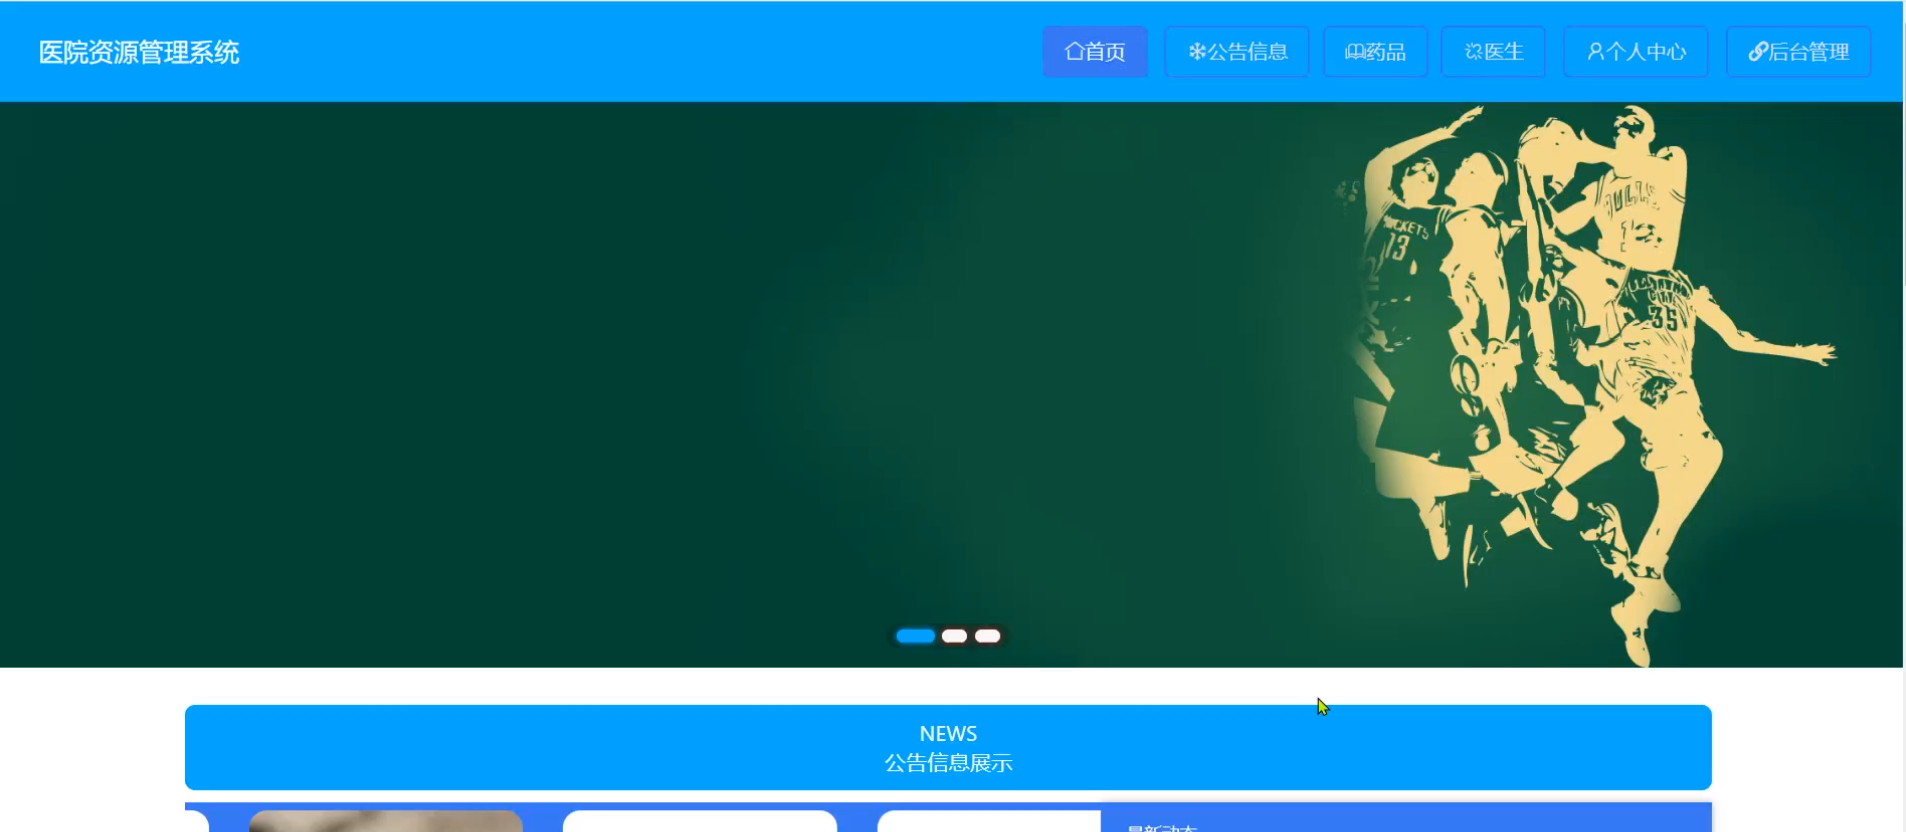 医院资源管理系统
首页
公告信息
药品
医生
个人中心
后台管理
ROCKETS
13
35
NEWS
公告信息展示
最新动态